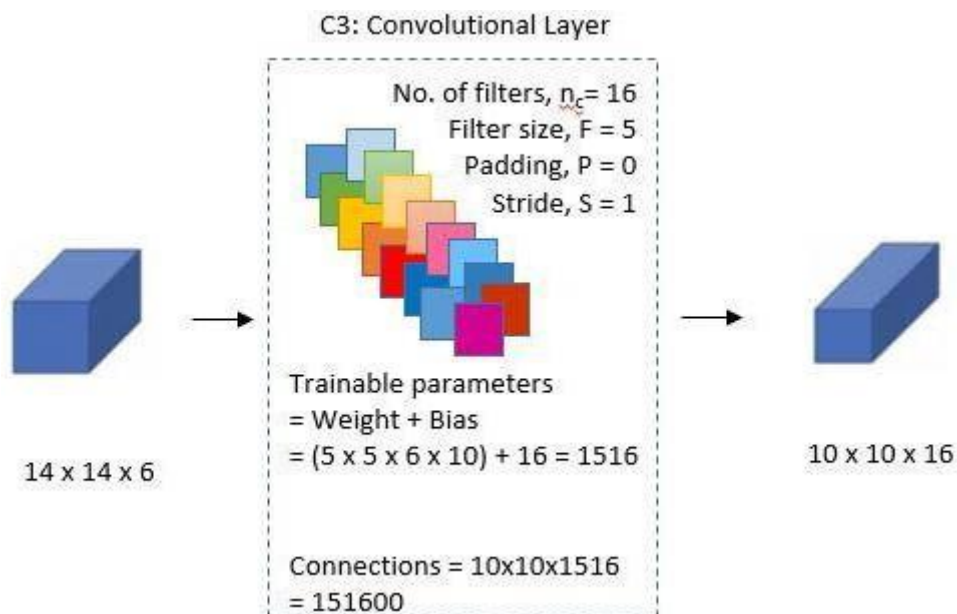 C3: Convolutional Layer
No. of filters, nc= 16
Filter size, F = 5
Padding, P = 0
Stride, S = 1
Trainable parameters
= Weight + Bias
= (5 x 5 x 6 x 10) + 16 = 1516
14 x 14 x 6
10 x 10 x 16
Connections = 10x10x1516
= 151600